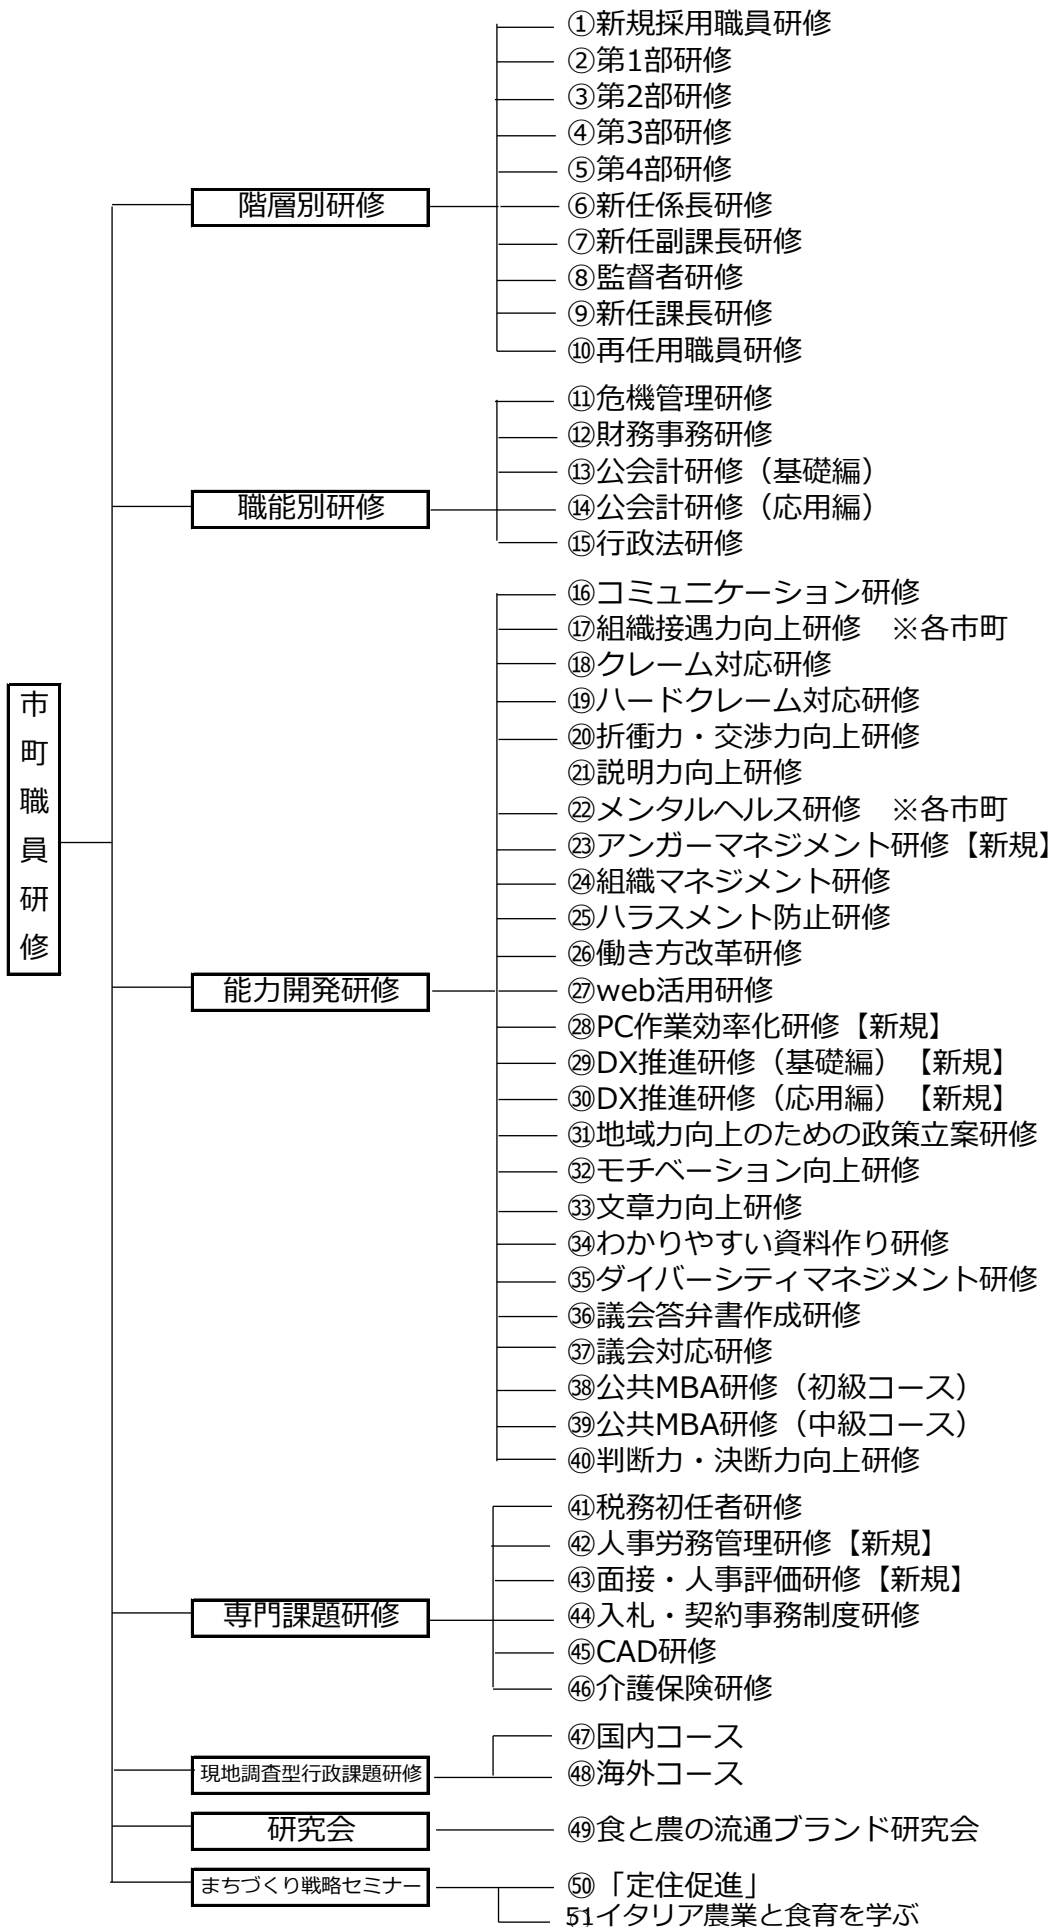 市町職員研修
階層別研修
①新規採用職員研修
②第1部研修
③第2部研修
④第3部研修
⑤第4部研修
⑥新任係長研修
⑦新任副課長研修
⑧監督者研修
⑨新任課長研修
⑩再任用職員研修
職能別研修
⑪危機管理研修
⑫財務事務研修
⑬公会計研修（基礎編）
⑭公会計研修（応用編）
⑮行政法研修
能力開発研修
⑯コミュニケーション研修
⑰組織接遇力向上研修　※各市町
⑱クレーム対応研修
⑲ハードクレーム対応研修
⑳折衝力・交渉力向上研修
㉑説明力向上研修
㉒メンタルヘルス研修　※各市町
㉓アンガーマネジメント研修【新規】
㉔組織マネジメント研修
㉕ハラスメント防止研修
㉖働き方改革研修
㉗web活用研修
㉘PC作業効率化研修【新規】
㉙DX推進研修（基礎編）【新規】
㉚DX推進研修（応用編）【新規】
㉛地域力向上のための政策立案研修
㉜モチベーション向上研修
㉝文章力向上研修
㉞わかりやすい資料作り研修
㉟ダイバーシティマネジメント研修
㊱議会答弁書作成研修
㊲議会対応研修
㊳公共MBA研修（初級コース）
㊴公共MBA研修（中級コース）
㊵判断力・決断力向上研修
専門課題研修
㊶税務初任者研修
㊷人事労務管理研修【新規】
㊸面接・人事評価研修【新規】
㊹入札・契約事務制度研修
㊺CAD研修
㊻介護保険研修
現地調査型行政課題研修
㊼国内コース
㊽海外コース
研究会
㊾食と農の流通ブランド研究会
まちづくり戦略セミナー
㊿「定住促進」
51イタリア農業と食育を学ぶ